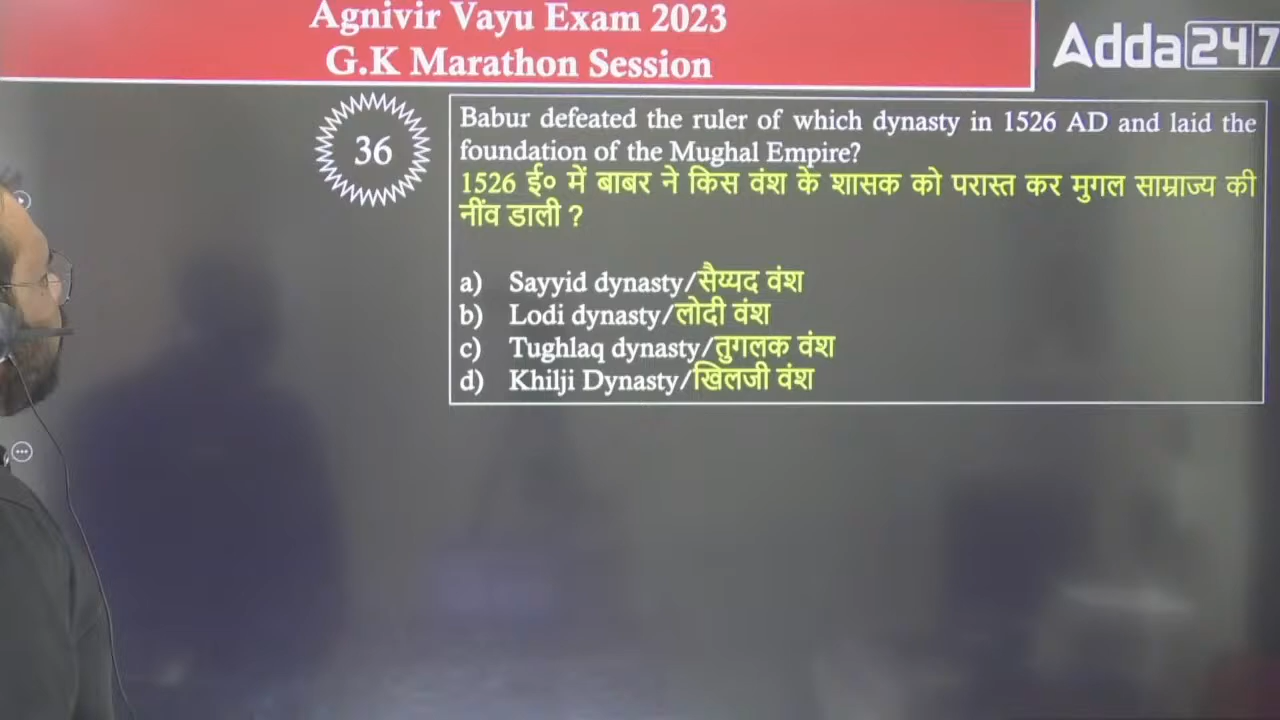 Agnivir Vayu Exam 2023
G.K Marathon Session
Adda247
36
Babur defeated the ruler of which dynasty in 1526 AD and laid the
foundation of the Mughal Empire?
1526 ई० में बाबर ने किस वंश के शासक को परास्त कर मुगल साम्राज्य की
नींव डाली ?
a) Sayyid dynasty/सैय्यद वंश
b) Lodi dynasty/लोदी वंश
c) Tughlaq dynasty/तुगलक वंश
d) Khilji Dynasty/खिलजी वंश